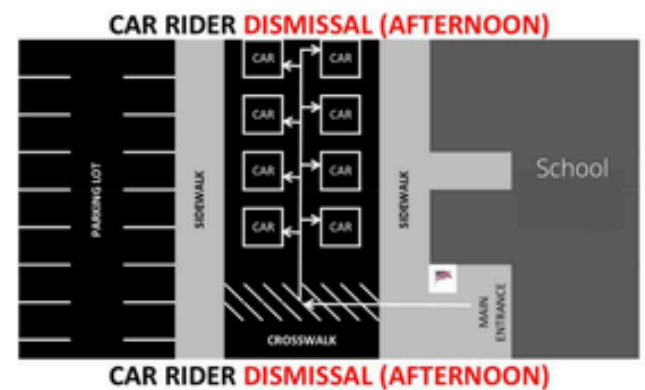 CAR RIDER DISMISSAL (AFTERNOON)
CAR
CAR
CAR
CAR
CAR
CAR
CAR
CAR
PARKING LOT
SIDEWALK
SIDEWALK
School
MAIN
ENTRANCE
CROSSWALK
CAR RIDER DISMISSAL (AFTERNOON)